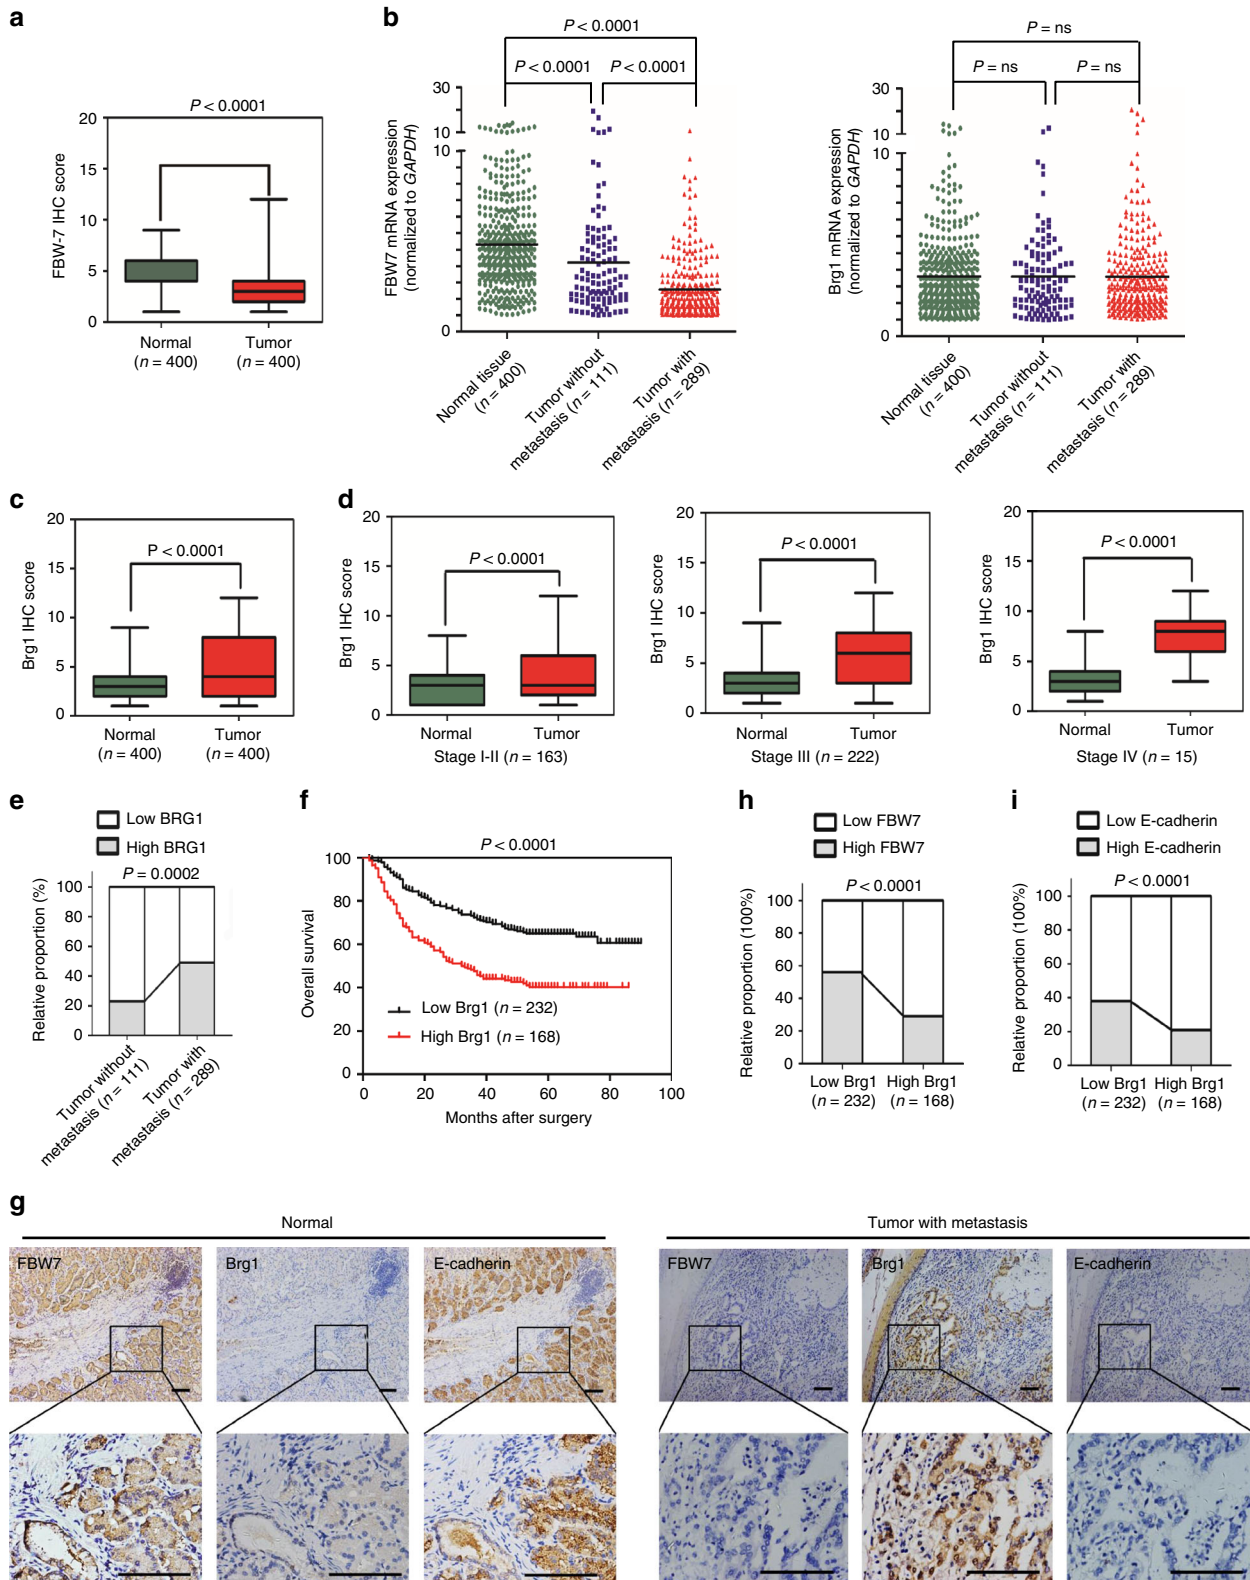 a
P < 0.0001
FBW-7 IHC score
20
15
10
5
0
Normal
(n = 400)
Tumor
(n = 400)
b
P < 0.0001
P < 0.0001
P < 0.0001
FBW7 mRNA expression
(normalized to GAPDH)
30
10
10
0
Normal tissue
(n = 400)
Tumor without
metastasis (n = 111)
Tumor with
metastasis (n = 289)
P = ns
P = ns
P = ns
Brg1 mRNA expression
(normalized to GAPDH)
30
10
10
0
Normal tissue
(n = 400)
Tumor without
metastasis (n = 111)
Tumor with
metastasis (n = 289)
c
P < 0.0001
Brg1 IHC score
20
15
10
5
0
Normal
(n = 400)
Tumor
(n = 400)
d
P < 0.0001
Brg1 IHC score
20
15
10
5
0
Normal
Tumor
Stage I-II (n = 163)
P < 0.0001
Brg1 IHC score
20
15
10
5
0
Normal
Tumor
Stage III (n = 222)
P < 0.0001
Brg1 IHC score
20
15
10
5
0
Normal
Tumor
Stage IV (n = 15)
e
Low BRG1
High BRG1
P = 0.0002
Relative proportion (%)
100
80
60
40
20
0
Tumor without
metastasis (n = 111)
Tumor with
metastasis (n = 289)
f
P < 0.0001
Overall survival
100
80
60
40
20
0
Low Brg1 (n = 232)
High Brg1 (n = 168)
0
20
40
60
80
100
Months after surgery
h
Low FBW7
High FBW7
P < 0.0001
Relative proportion (100%)
100
80
60
40
20
0
Low Brg1
(n = 232)
High Brg1
(n = 168)
i
Low E-cadherin
High E-cadherin
P < 0.0001
Relative proportion (100%)
100
80
60
40
20
0
Low Brg1
(n = 232)
High Brg1
(n = 168)
g
Normal
Tumor with metastasis
FBW7
Brg1
E-cadherin
FBW7
Brg1
E-cadherin